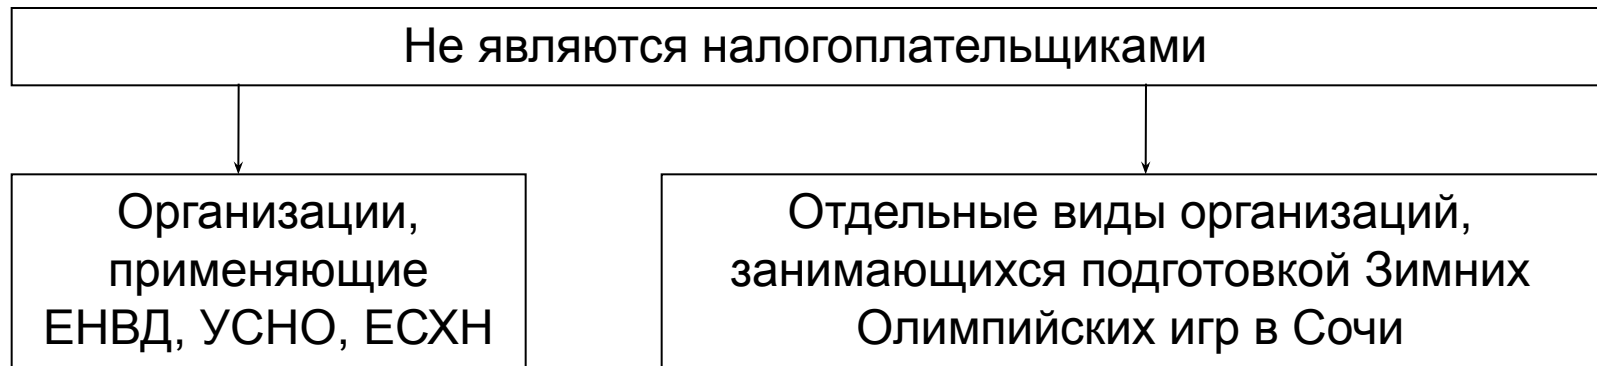 Не являются налогоплательщиками
Организации,
применяющие
ЕНВД, УСНО, ЕСХН
Отдельные виды организаций,
занимающихся подготовкой Зимних
Олимпийских игр в Сочи